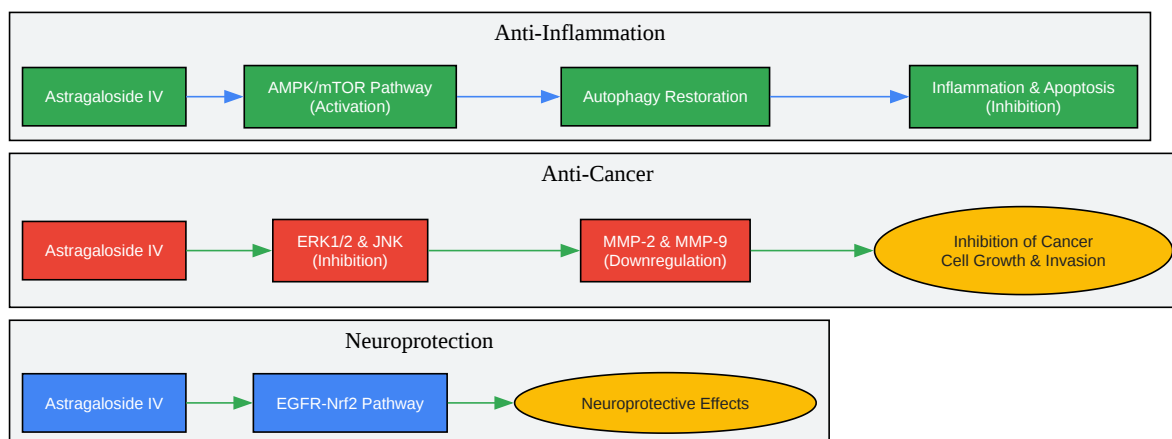 Anti-Inflammation
Astragaloside IV
AMPK/mTOR Pathway
(Activation)
Autophagy Restoration
Inflammation & Apoptosis
(Inhibition)
Anti-Cancer
Astragaloside IV
ERK1/2 & JNK
(Inhibition)
MMP-2 & MMP-9
(Downregulation)
Inhibition of Cancer
Cell Growth & Invasion
Neuroprotection
Astragaloside IV
EGFR-Nrf2 Pathway
Neuroprotective Effects